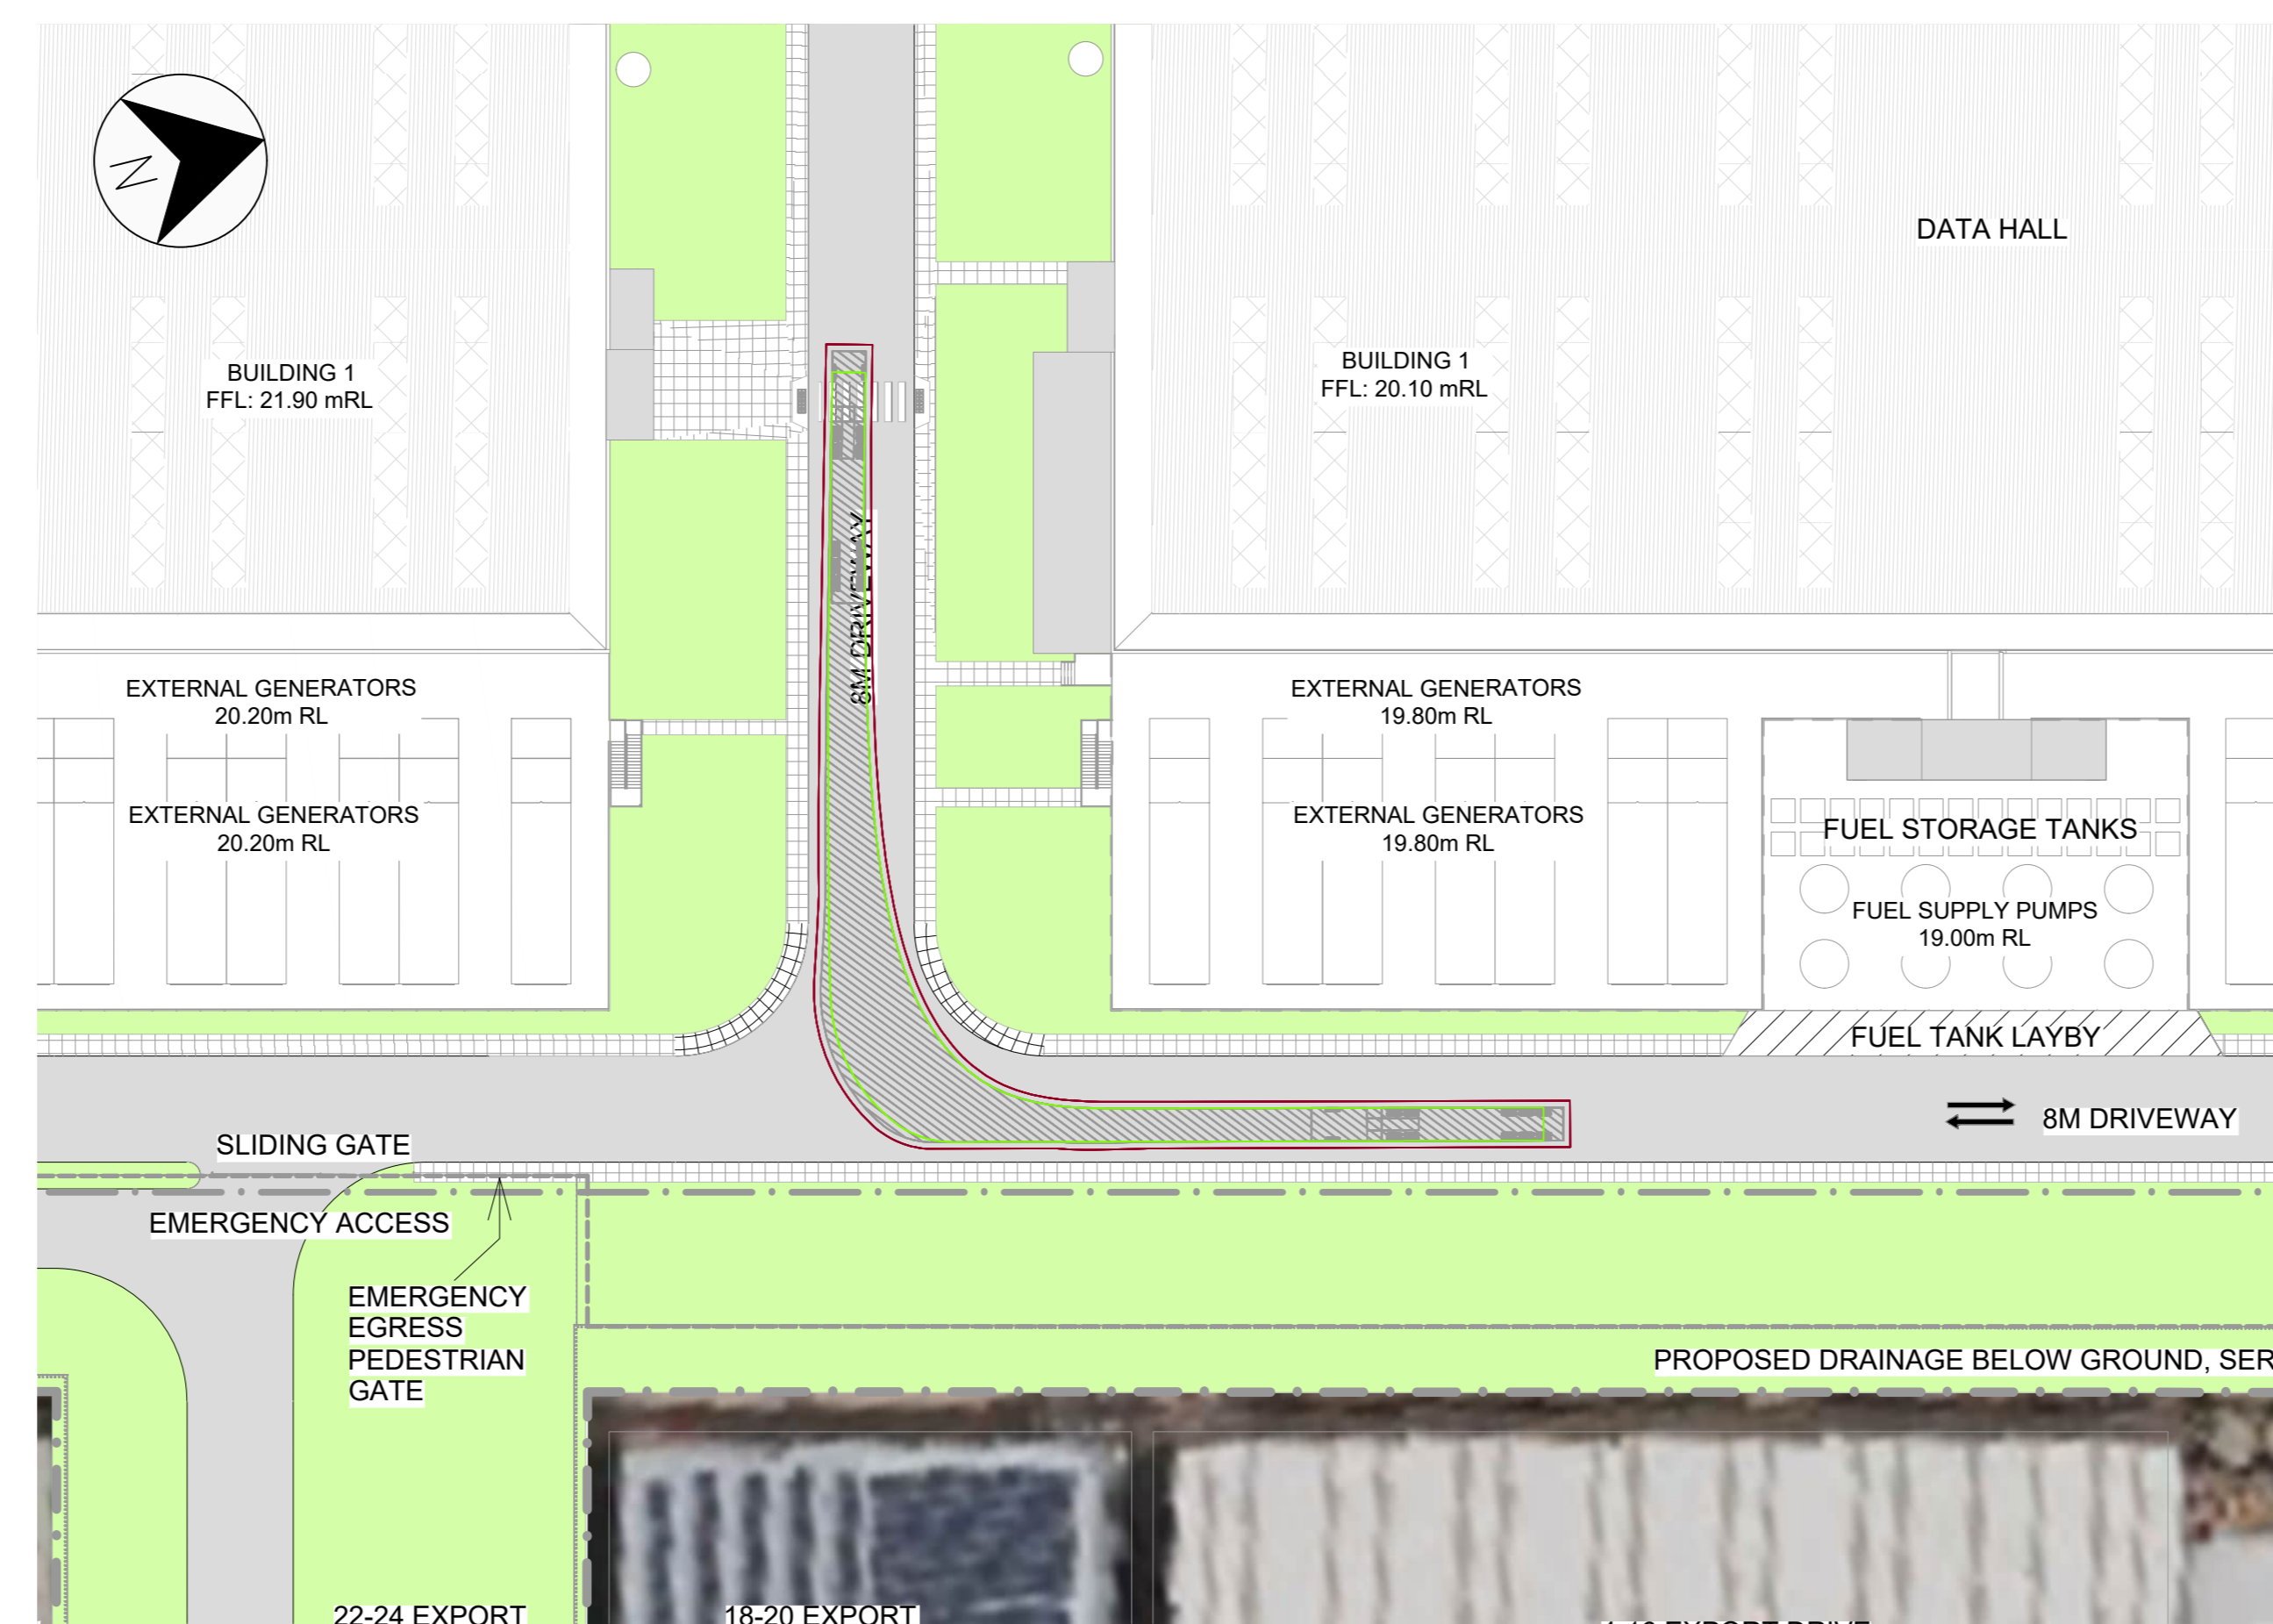 N
DATA HALL
BUILDING 1
FFL: 21.90 mRL
BUILDING 1
FFL: 20.10 mRL
8M DRIVEWAY
EXTERNAL GENERATORS
20.20m RL
EXTERNAL GENERATORS
19.80m RL
EXTERNAL GENERATORS
20.20m RL
EXTERNAL GENERATORS
19.80m RL
FUEL STORAGE TANKS
FUEL SUPPLY PUMPS
19.00m RL
FUEL TANK LAYBY
8M DRIVEWAY
SLIDING GATE
EMERGENCY ACCESS
EMERGENCY
EGRESS
PEDESTRIAN
GATE
PROPOSED DRAINAGE BELOW GROUND, SER
22-24 EXPORT
18-20 EXPORT
EXPORT DRIVE